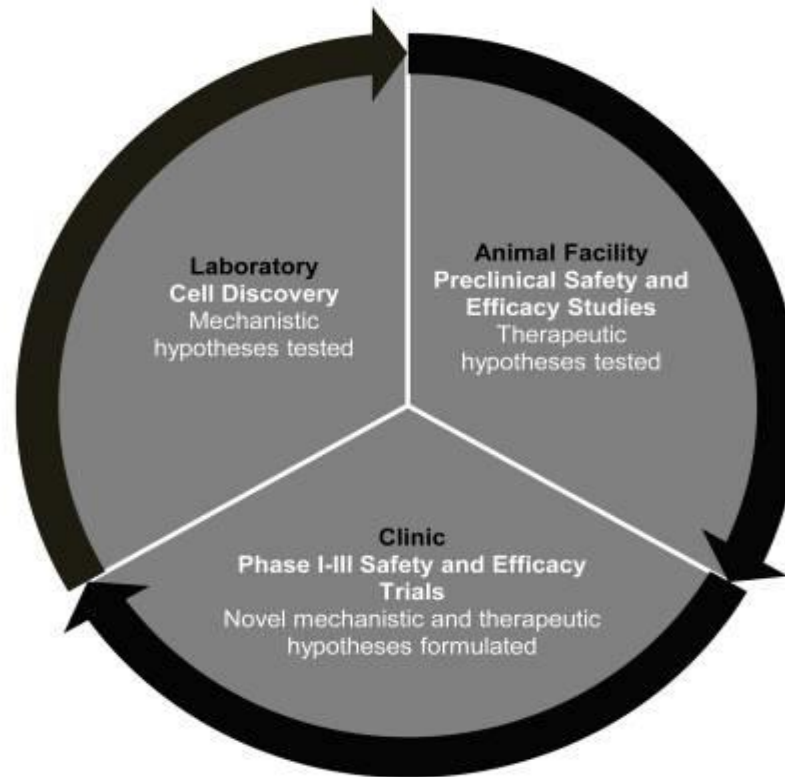 Laboratory
Cell Discovery
Mechanistic
hypotheses tested
Animal Facility
Preclinical Safety and
Efficacy Studies
Therapeutic
hypotheses tested
Clinic
Phase I-III Safety and Efficacy
Trials
Novel mechanistic and therapeutic
hypotheses formulated